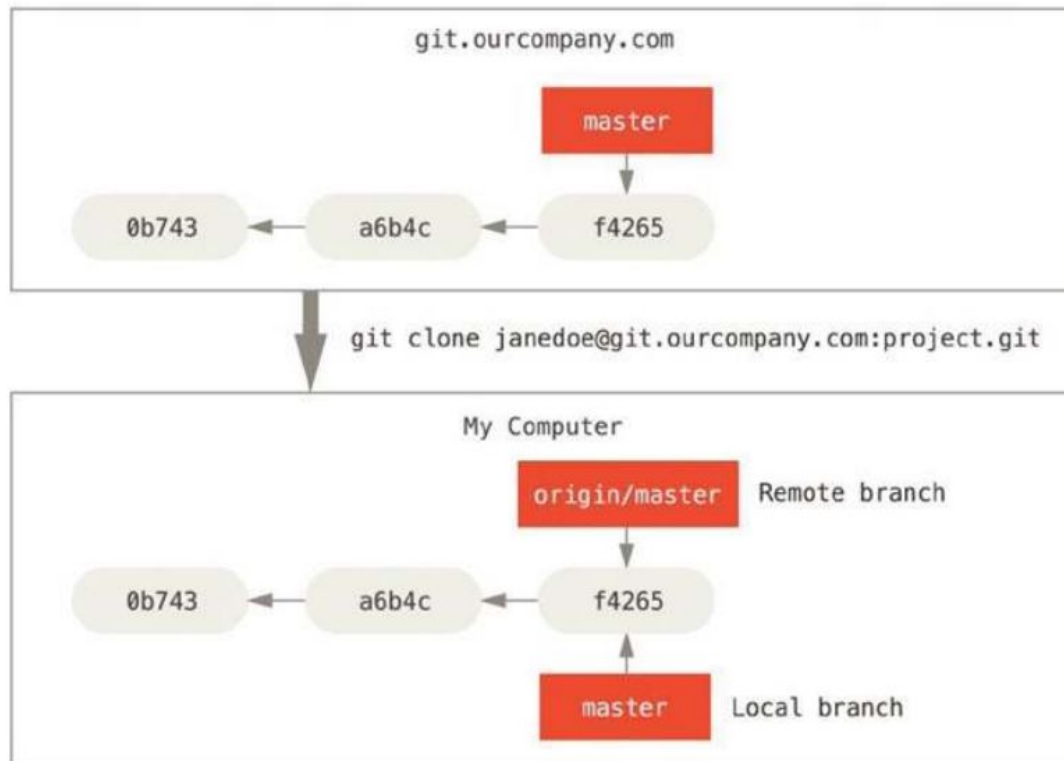 git.ourcompany.com
master
0b743 a6b4c f4265
git clone janedoe@git.ourcompany.com:project.git
My Computer
origin/master Remote branch
0b743 a6b4c f4265
master Local branch